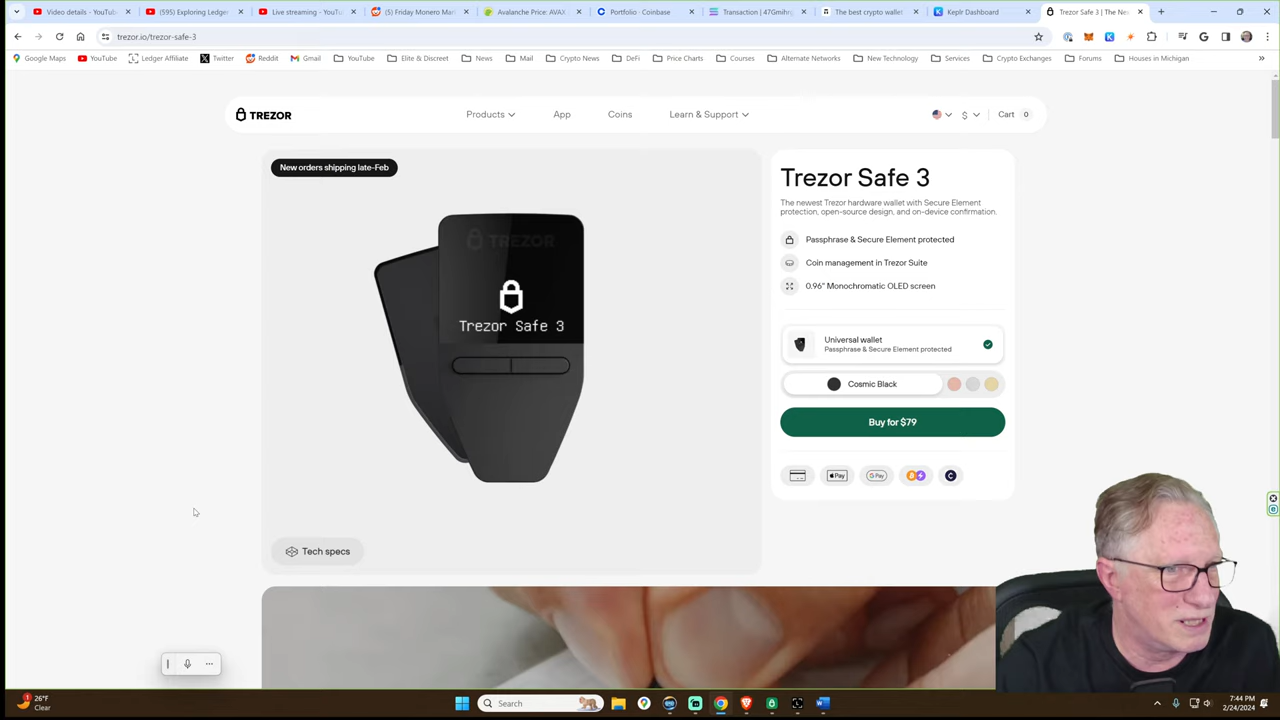 Video details - YouTub
(595) Exploring Ledger
Live streaming - YouTu
(5) Friday Monero Mar
Avalanche Price: AVAX
Portfolio · Coinbase
Transaction | 47Gmihr
The best crypto wallet
Keplr Dashboard
Trezor Safe 3 | The Ne
trezor.io/trezor-safe-3
Google Maps
YouTube
Ledger Affiliate
Twitter
Reddit
Gmail
YouTube
Elite & Discreet
News
Mail
Crypto News
DeFi
Price Charts
Courses
Alternate Networks
New Technology
Services
Crypto Exchanges
Forums
Houses in Michigan
TREZOR
Products
App
Coins
Learn & Support
$
Cart 0
New orders shipping late-Feb
TREZOR
Trezor Safe 3
Tech specs
Trezor Safe 3
The newest Trezor hardware wallet with Secure Element
protection, open-source design, and on-device confirmation.
Passphrase & Secure Element protected
Coin management in Trezor Suite
0.96" Monochromatic OLED screen
Universal wallet
Passphrase & Secure Element protected
Cosmic Black
Buy for $79
Pay
G Pay
1
26°F
Clear
Search
7:44 PM
2/24/2024